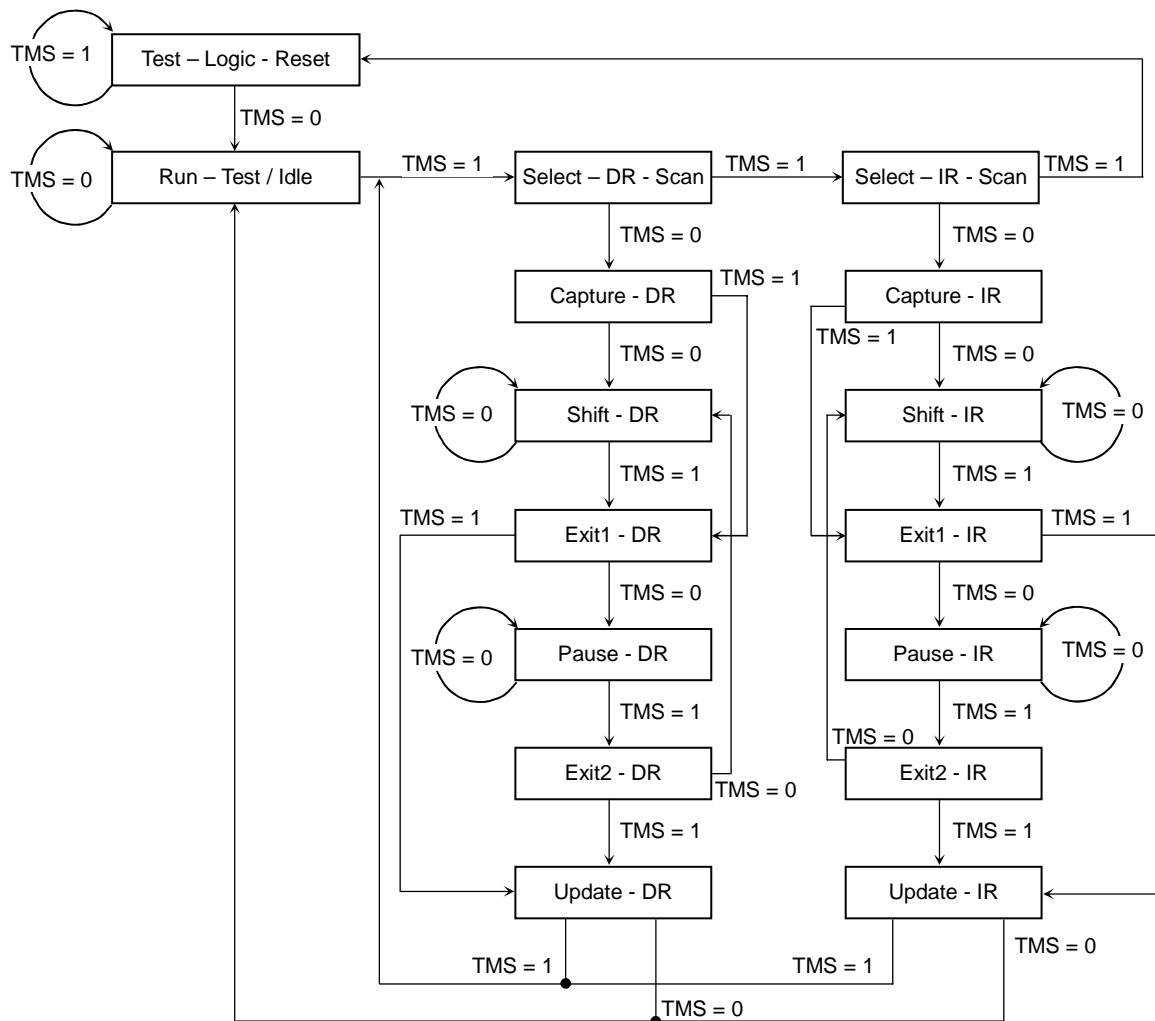 TMS = 1
Test – Logic - Reset
TMS = 0
TMS = 0
Run – Test / Idle
TMS = 1
Select – DR - Scan
TMS = 1
Select – IR - Scan
TMS = 1
TMS = 0
TMS = 0
Capture - DR
TMS = 1
Capture - IR
TMS = 1
TMS = 0
TMS = 0
TMS = 0
Shift - DR
Shift - IR
TMS = 0
TMS = 1
TMS = 1
TMS = 1
Exit1 - DR
Exit1 - IR
TMS = 1
TMS = 0
TMS = 0
TMS = 0
Pause - DR
Pause - IR
TMS = 0
TMS = 1
TMS = 1
TMS = 0
Exit2 - DR
TMS = 0
Exit2 - IR
TMS = 1
TMS = 1
Update - DR
Update - IR
TMS = 1
TMS = 1
TMS = 0
TMS = 0